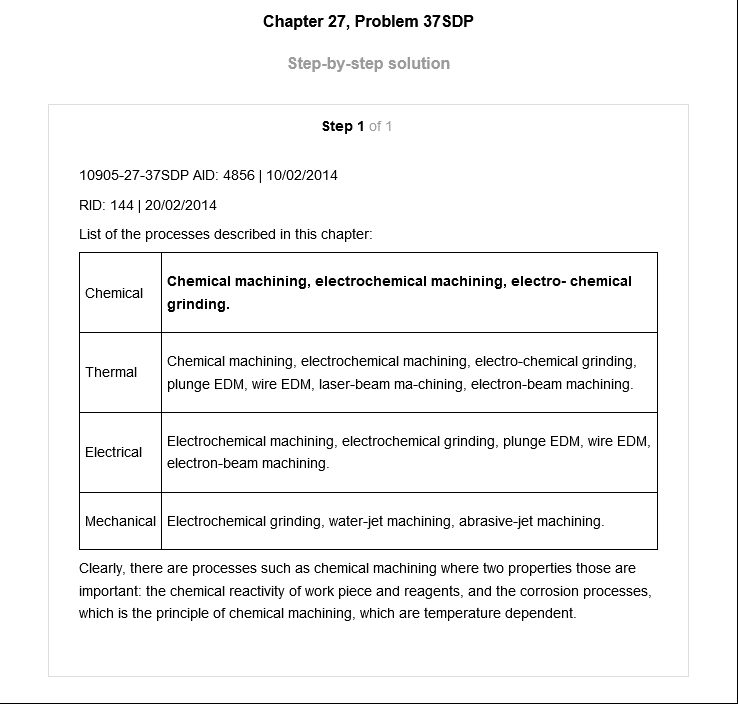 Chapter 27, Problem 37SDP
Step-by-step solution
Step 1 of 1
10905-27-37SDP AID: 4856 | 10/02/2014
RID: 144 | 20/02/2014
List of the processes described in this chapter:
Chemical
Chemical machining, electrochemical machining, electro- chemical
grinding.
Thermal
Chemical machining, electrochemical machining, electro-chemical grinding,
plunge EDM, wire EDM, laser-beam ma-chining, electron-beam machining.
Electrical
Electrochemical machining, electrochemical grinding, plunge EDM, wire EDM,
electron-beam machining.
Mechanical
Electrochemical grinding, water-jet machining, abrasive-jet machining.
Clearly, there are processes such as chemical machining where two properties those are
important: the chemical reactivity of work piece and reagents, and the corrosion processes,
which is the principle of chemical machining, which are temperature dependent.